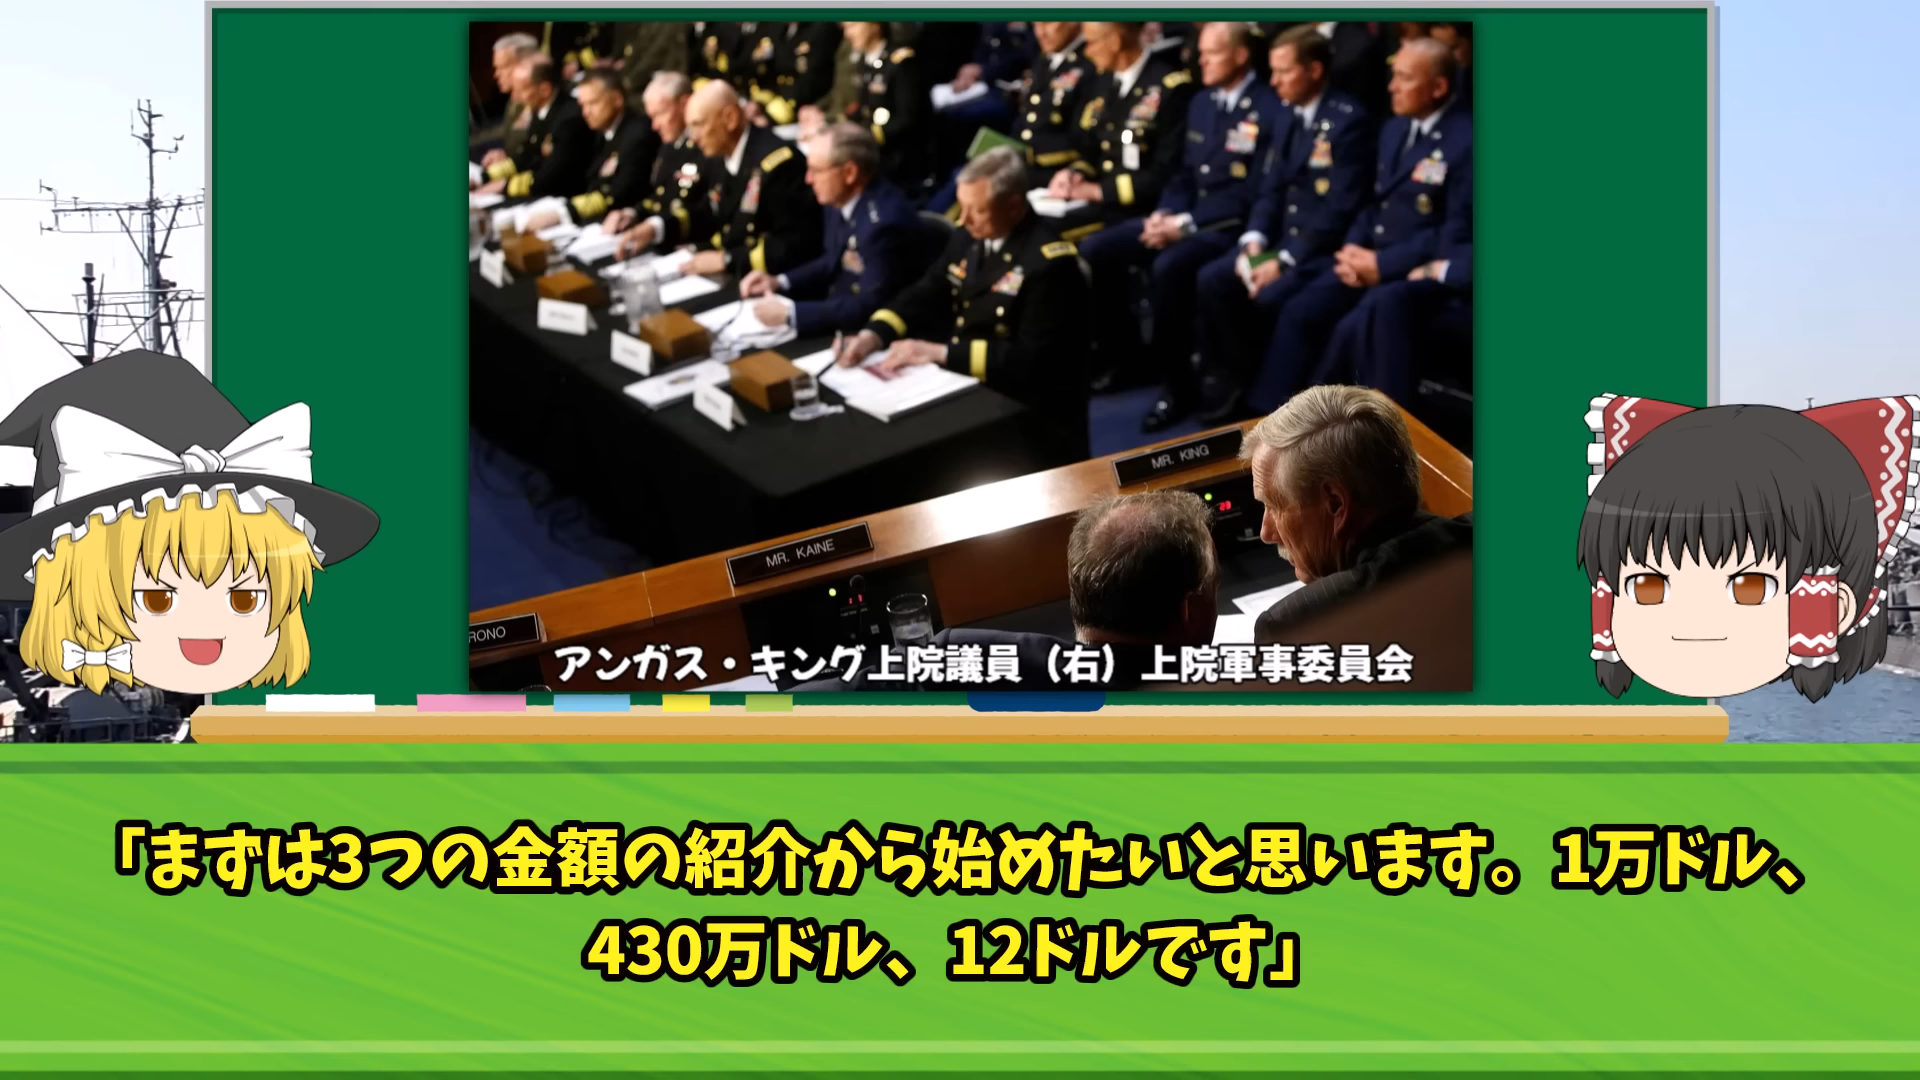 MR. KING
MR. KAINE
RONO
アンガス・キング上院議員（右）上院軍事委員会
「まずは3つの金額の紹介から始めたいと思います。1万ドル、
430万ドル、12ドルです」